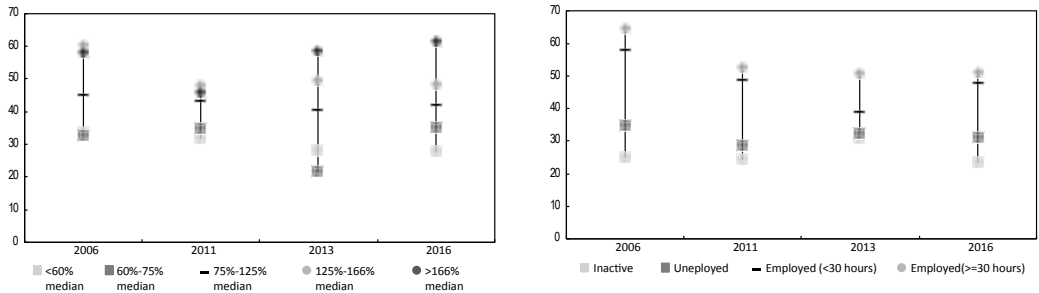 70
60
50
40
30
20
10
0
2006 2011 2013 2016
<60% median
60%-75% median
75%-125% median
125%-166% median
>166% median
70
60
50
40
30
20
10
0
2006 2011 2013 2016
Inactive Uneployed Employed (<30 hours) Employed(>=30 hours)